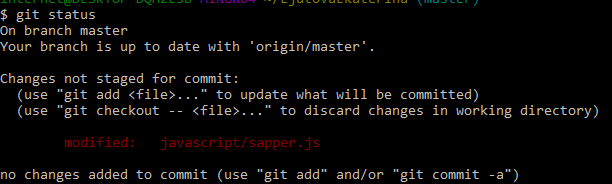 $ git status
On branch master
Your branch is up to date with 'origin/master'.
Changes not staged for commit:
(use "git add <file>..." to update what will be committed)
(use "git checkout -- <file>..." to discard changes in working directory)
modified: javascript/sapper.js
no changes added to commit (use "git add" and/or "git commit -a")